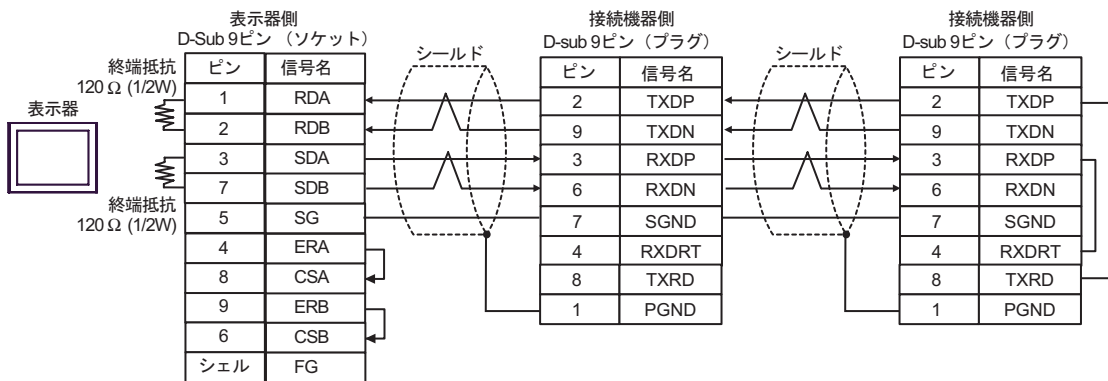 表示器側
D-Sub 9ピン （ソケット）
接続機器側
D-sub 9ピン（プラグ）
接続機器側
D-sub 9ピン（プラグ）
シールド
シールド
終端抵抗
120 Ω (1/2W)
表示器
終端抵抗
120 Ω (1/2W)
ピン 信号名
1 RDA
2 RDB
3 SDA
7 SDB
5 SG
4 ERA
8 CSA
9 ERB
6 CSB
シェル FG
ピン 信号名
2 TXDP
9 TXDN
3 RXDP
6 RXDN
7 SGND
4 RXDRT
8 TXRD
1 PGND
ピン 信号名
2 TXDP
9 TXDN
3 RXDP
6 RXDN
7 SGND
4 RXDRT
8 TXRD
1 PGND